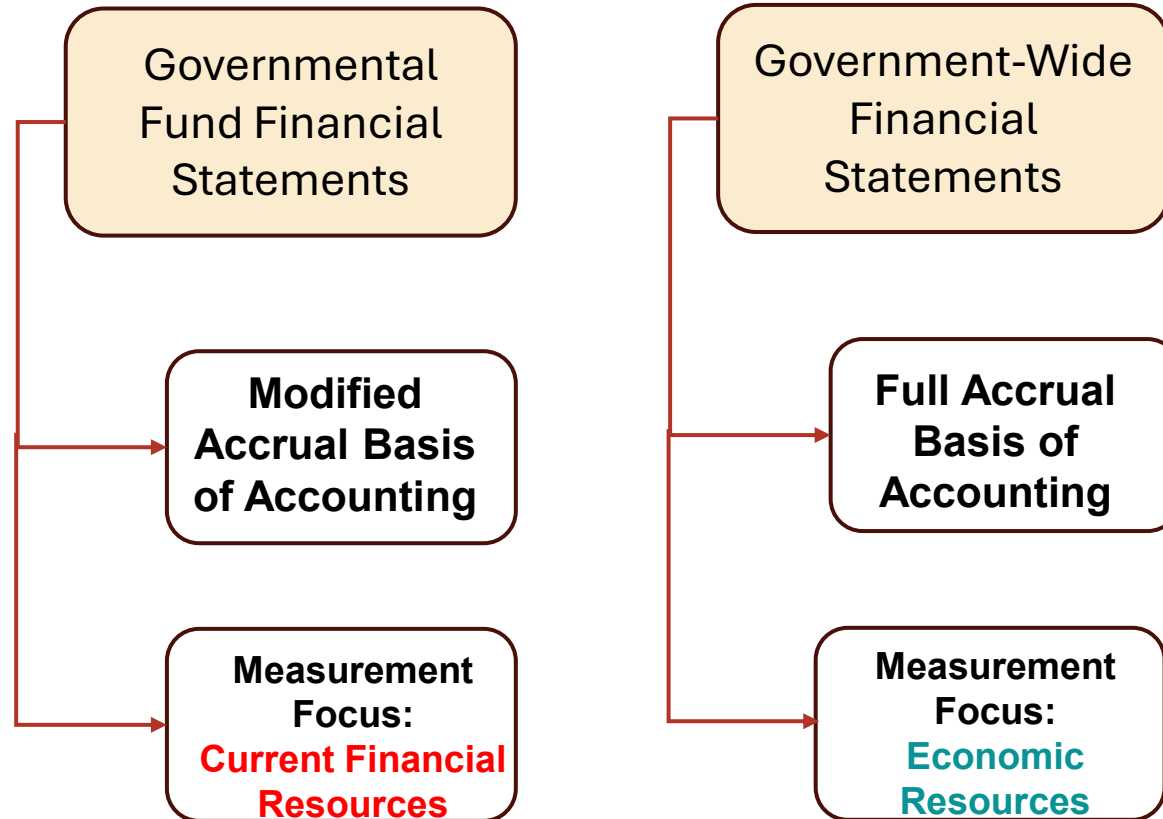 Governmental
Fund Financial
Statements
Modified
Accrual Basis
of Accounting
Measurement
Focus:
Current Financial
Resources
Government-Wide
Financial
Statements
Full Accrual
Basis of
Accounting
Measurement
Focus:
Economic
Resources